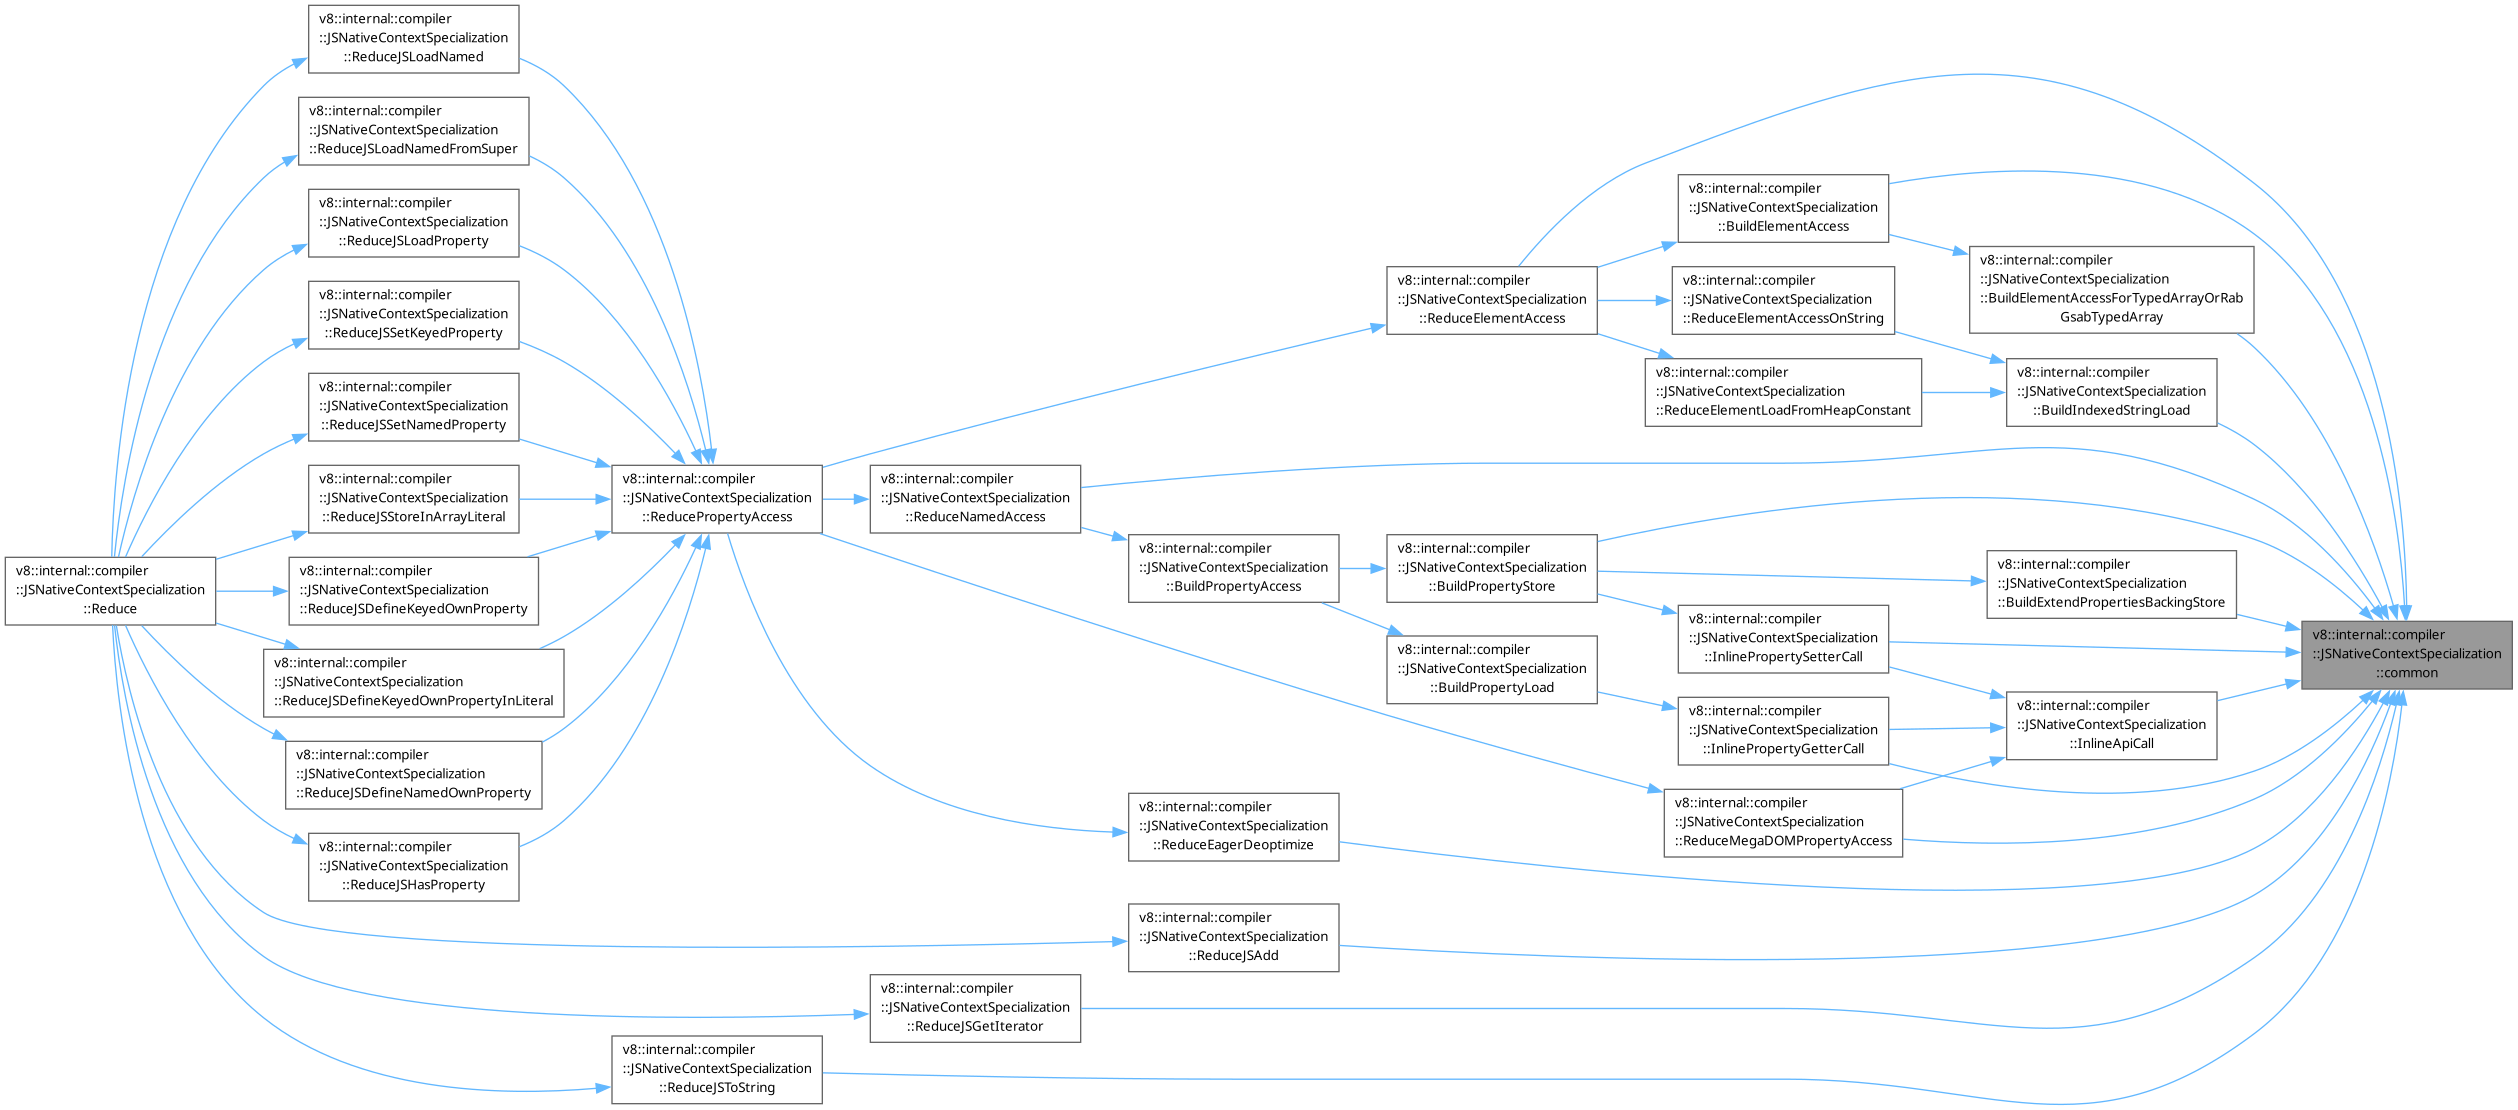 v8::internal::compiler
::JSNativeContextSpecialization
::ReduceJSLoadNamed
v8::internal::compiler
::JSNativeContextSpecialization
::ReduceJSLoadNamedFromSuper
v8::internal::compiler
::JSNativeContextSpecialization
::ReduceJSLoadProperty
v8::internal::compiler
::JSNativeContextSpecialization
::ReduceJSSetKeyedProperty
v8::internal::compiler
::JSNativeContextSpecialization
::ReduceJSSetNamedProperty
v8::internal::compiler
::JSNativeContextSpecialization
::ReduceJSStoreInArrayLiteral
v8::internal::compiler
::JSNativeContextSpecialization
::Reduce
v8::internal::compiler
::JSNativeContextSpecialization
::ReduceJSDefineKeyedOwnProperty
v8::internal::compiler
::JSNativeContextSpecialization
::ReduceJSDefineKeyedOwnPropertyInLiteral
v8::internal::compiler
::JSNativeContextSpecialization
::ReduceJSDefineNamedOwnProperty
v8::internal::compiler
::JSNativeContextSpecialization
::ReduceJSHasProperty
v8::internal::compiler
::JSNativeContextSpecialization
::ReducePropertyAccess
v8::internal::compiler
::JSNativeContextSpecialization
::ReduceJSToString
v8::internal::compiler
::JSNativeContextSpecialization
::ReduceNamedAccess
v8::internal::compiler
::JSNativeContextSpecialization
::ReduceJSGetIterator
v8::internal::compiler
::JSNativeContextSpecialization
::BuildPropertyAccess
v8::internal::compiler
::JSNativeContextSpecialization
::ReduceEagerDeoptimize
v8::internal::compiler
::JSNativeContextSpecialization
::ReduceJSAdd
v8::internal::compiler
::JSNativeContextSpecialization
::ReduceElementAccess
v8::internal::compiler
::JSNativeContextSpecialization
::BuildPropertyStore
v8::internal::compiler
::JSNativeContextSpecialization
::BuildPropertyLoad
v8::internal::compiler
::JSNativeContextSpecialization
::BuildElementAccess
v8::internal::compiler
::JSNativeContextSpecialization
::ReduceElementAccessOnString
v8::internal::compiler
::JSNativeContextSpecialization
::ReduceElementLoadFromHeapConstant
v8::internal::compiler
::JSNativeContextSpecialization
::InlinePropertySetterCall
v8::internal::compiler
::JSNativeContextSpecialization
::InlinePropertyGetterCall
v8::internal::compiler
::JSNativeContextSpecialization
::ReduceMegaDOMPropertyAccess
v8::internal::compiler
::JSNativeContextSpecialization
::BuildElementAccessForTypedArrayOrRab
GsabTypedArray
v8::internal::compiler
::JSNativeContextSpecialization
::BuildIndexedStringLoad
v8::internal::compiler
::JSNativeContextSpecialization
::BuildExtendPropertiesBackingStore
v8::internal::compiler
::JSNativeContextSpecialization
::InlineApiCall
v8::internal::compiler
::JSNativeContextSpecialization
::common